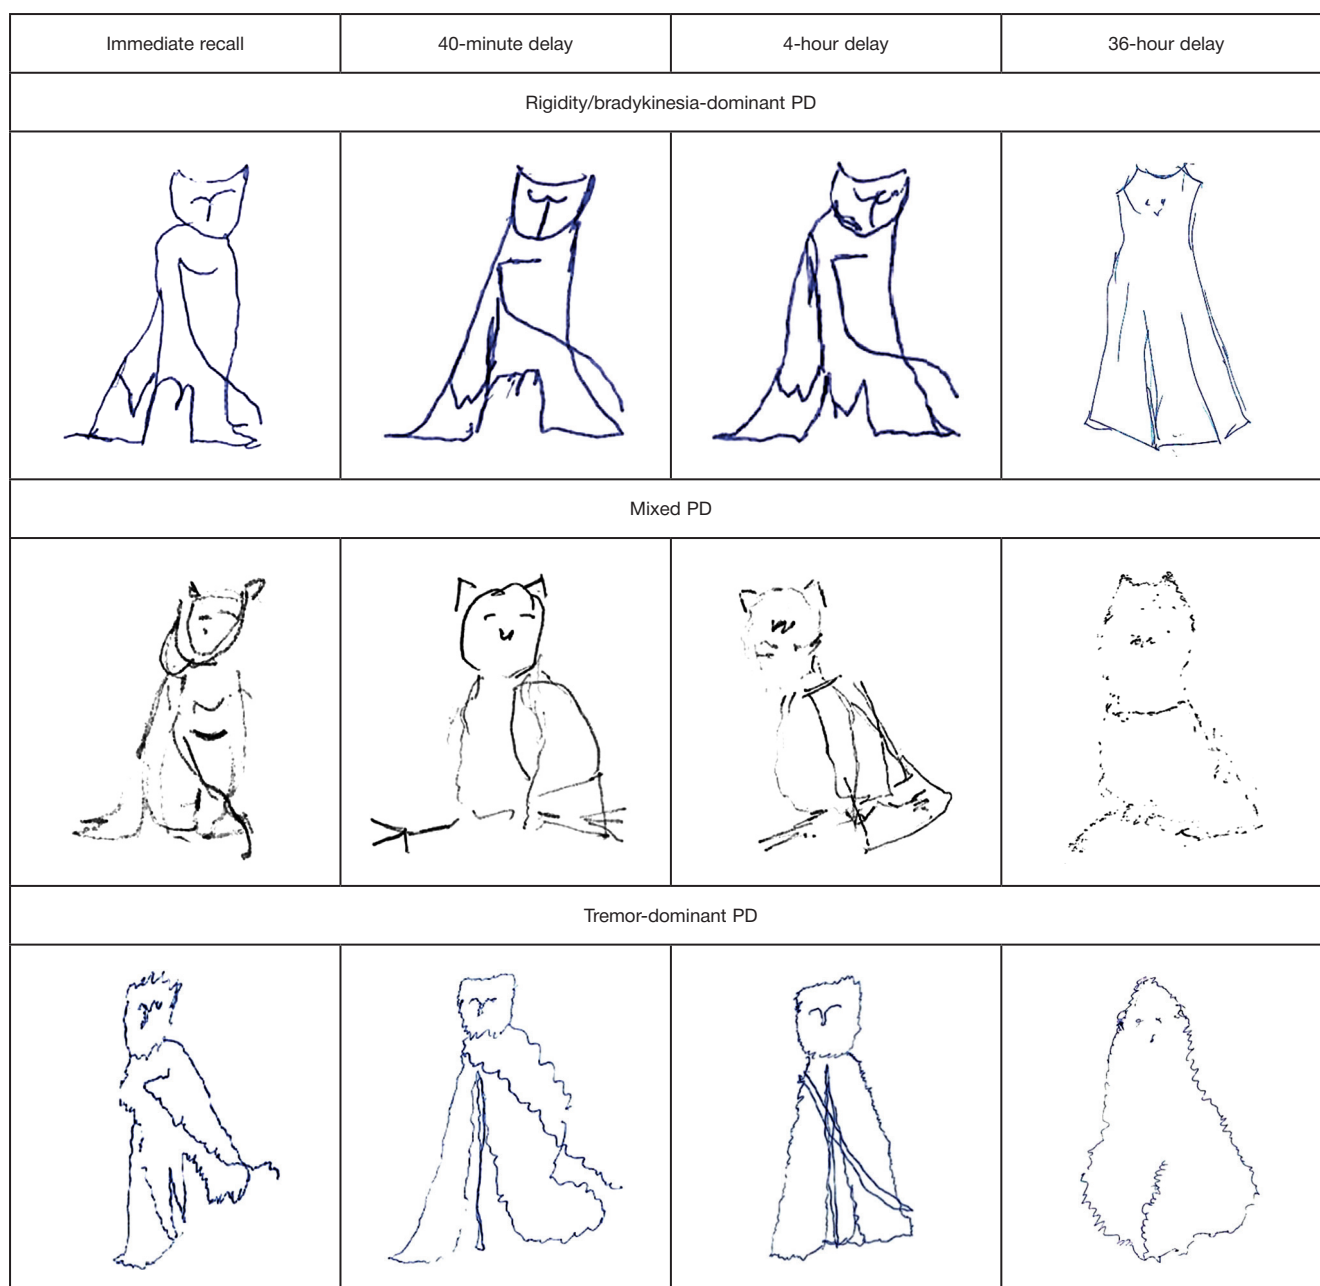 Immediate recall
40-minute delay
4-hour delay
36-hour delay
Rigidity/bradykinesia-dominant PD
Mixed PD
Tremor-dominant PD